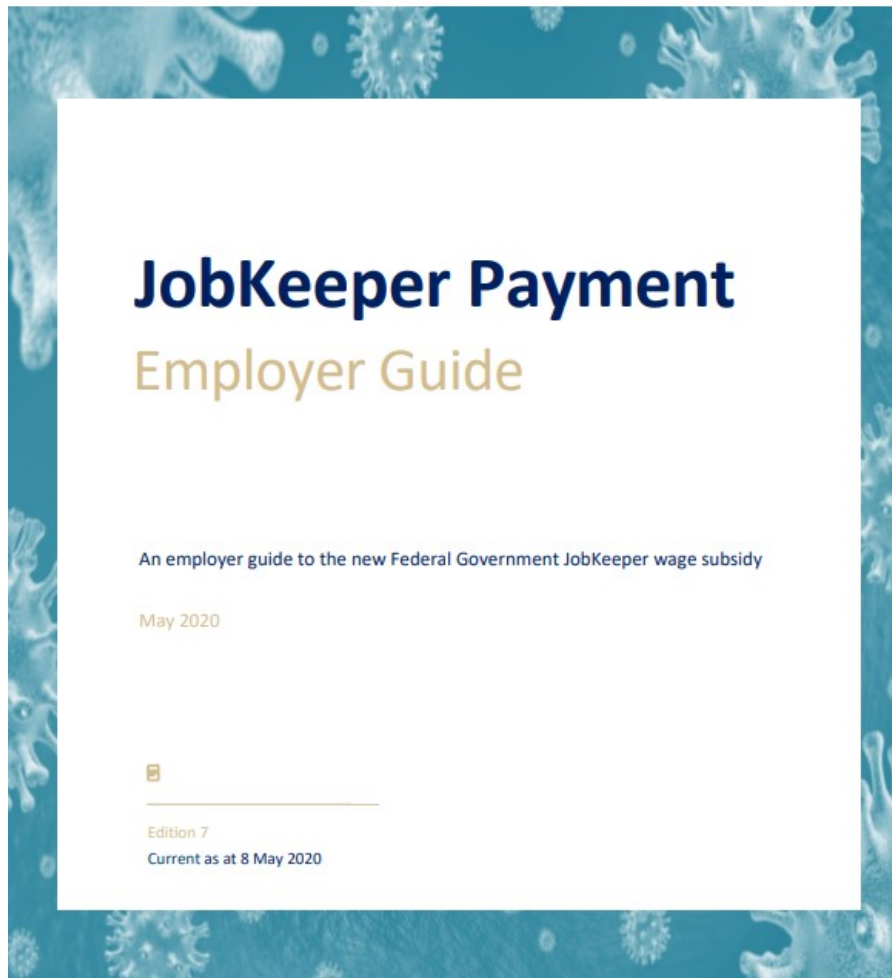 JobKeeper Payment
Employer Guide
An employer guide to the new Federal Government JobKeeper wage subsidy
May 2020
Edition 7
Current as at 8 May 2020